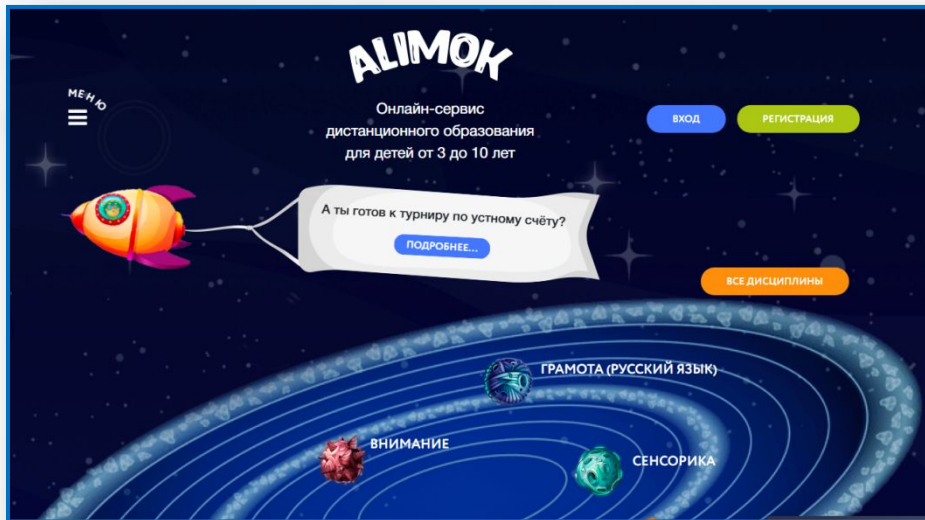 ALIMOK
МЕНЮ
Онлайн-сервис
дистанционного образования
для детей от 3 до 10 лет
ВХОД
РЕГИСТРАЦИЯ
А ты готов к турниру по устному счёту?
ПОДРОБНЕЕ...
ВСЕ ДИСЦИПЛИНЫ
ГРАМОТА (РУССКИЙ ЯЗЫК)
ВНИМАНИЕ
СЕНСОРИКА